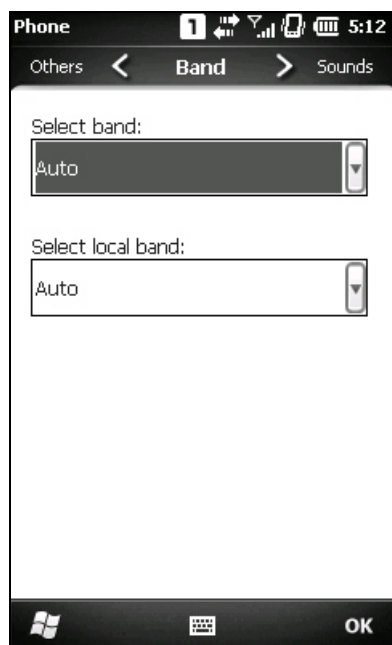 Phone 1 5:12
Others Band Sounds
Select band:
Auto
Select local band:
Auto
OK